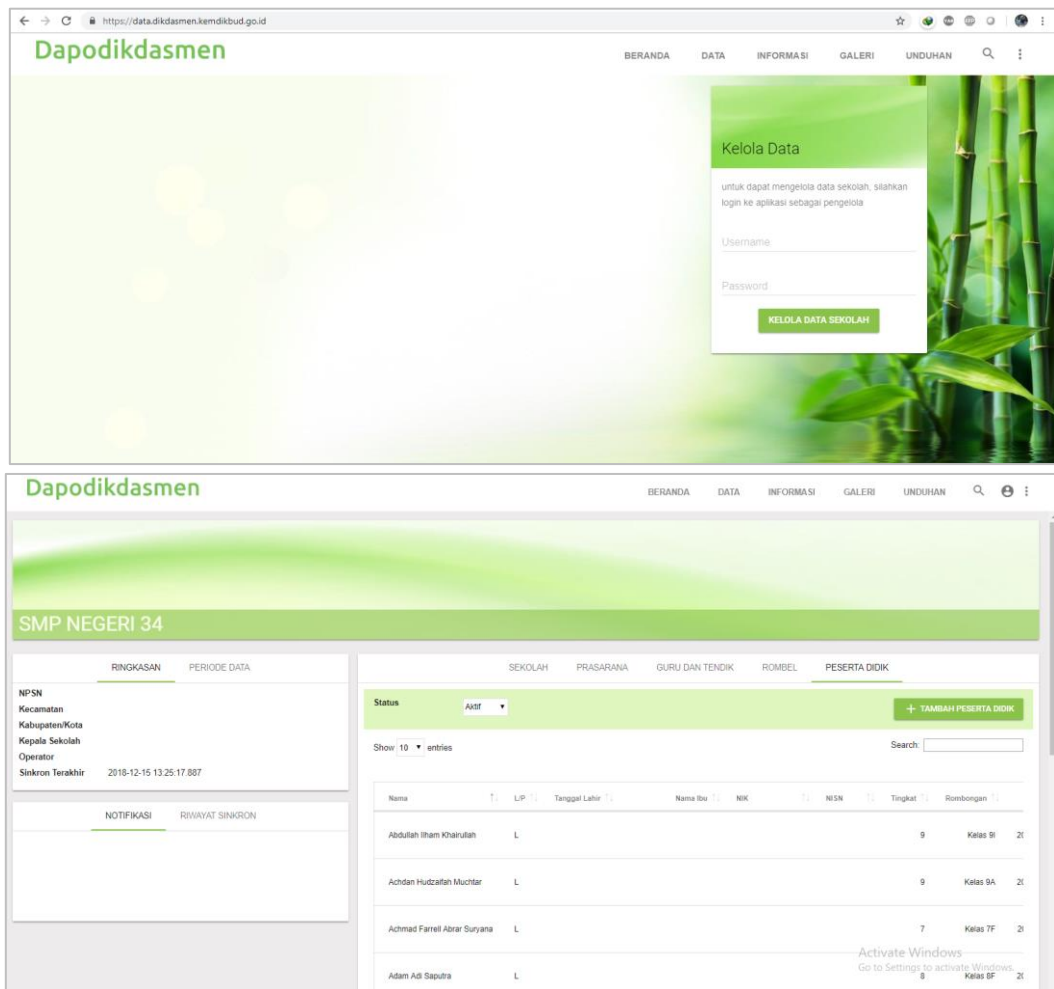 https://data.dikdasmen.kemdikbud.go.id
Dapodikdasmen
BERANDA DATA INFORMASI GALERI UNDUHAN
Kelola Data
untuk dapat mengelola data sekolah, silahkan
login ke aplikasi sebagai pengelola
Username
Password
KELOLA DATA SEKOLAH
Dapodikdasmen
BERANDA DATA INFORMASI GALERI UNDUHAN
SMP NEGERI 34
RINGKASAN PERIODE DATA
NPSN
Kecamatan
Kabupaten/Kota
Kepala Sekolah
Operator
Sinkron Terakhir 2018-12-15 13:25:17.887
NOTIFIKASI RIWAYAT SINKRON
SEKOLAH PRASARANA GURU DAN TENDIK ROMBEL PESERTA DIDIK
Status Aktif + TAMBAH PESERTA DIDIK
Show 10 entries Search:
Nama L/P Tanggal Lahir Nama Ibu NIK NISN Tingkat Rombongan
Abdullah Ilham Khairullah L 9 Kelas 9I 20
Achdan Hudzaifah Muchtar L 9 Kelas 9A 20
Achmad Farrell Abrar Suryana L 7 Kelas 7F 20
Adam Adi Saputra L 8 Kelas 8F 20
Activate Windows
Go to Settings to activate Windows.